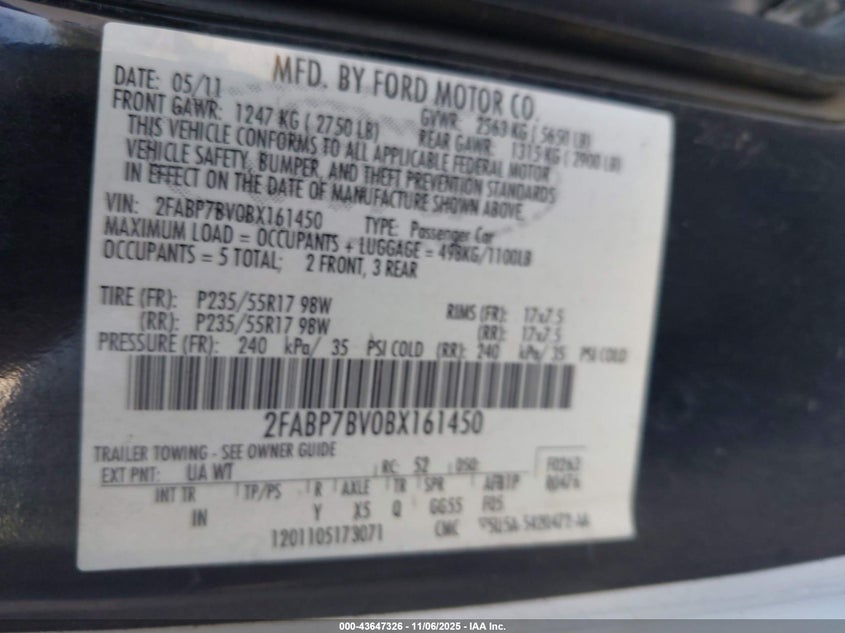 MFD. BY FORD MOTOR CO.
DATE: 05/11 GVWR: 2563 KG ( 5650 LB)
FRONT GAWR: 1247 KG ( 2750 LB) REAR GAWR: 1315 KG ( 2900 LB)
THIS VEHICLE CONFORMS TO ALL APPLICABLE FEDERAL MOTOR
VEHICLE SAFETY, BUMPER, AND THEFT PREVENTION STANDARDS
IN EFFECT ON THE DATE OF MANUFACTURE SHOWN ABOVE.
VIN: 2FABP7BV0BX161450 TYPE: Passenger Car
MAXIMUM LOAD = OCCUPANTS + LUGGAGE = 498KG/1100LB
OCCUPANTS = 5 TOTAL; 2 FRONT, 3 REAR
TIRE (FR): P235/55R17 98W RIMS (FR): 17x7.5
(RR): P235/55R17 98W (RR): 17x7.5
PRESSURE (FR): 240 kPa/ 35 PSI COLD (RR): 240 kPa/ 35 PSI COLD
2FABP7BV0BX161450
TRAILER TOWING - SEE OWNER GUIDE
EXT PNT: UA WT RC: 52 DSO: F0263
INT TR TP/PS R AXLE TR SPR AFB1P
IN Y X5 Q GG55 F05
1201105173071 CMC
000-43647326 - 11/06/2025 - IAA Inc.